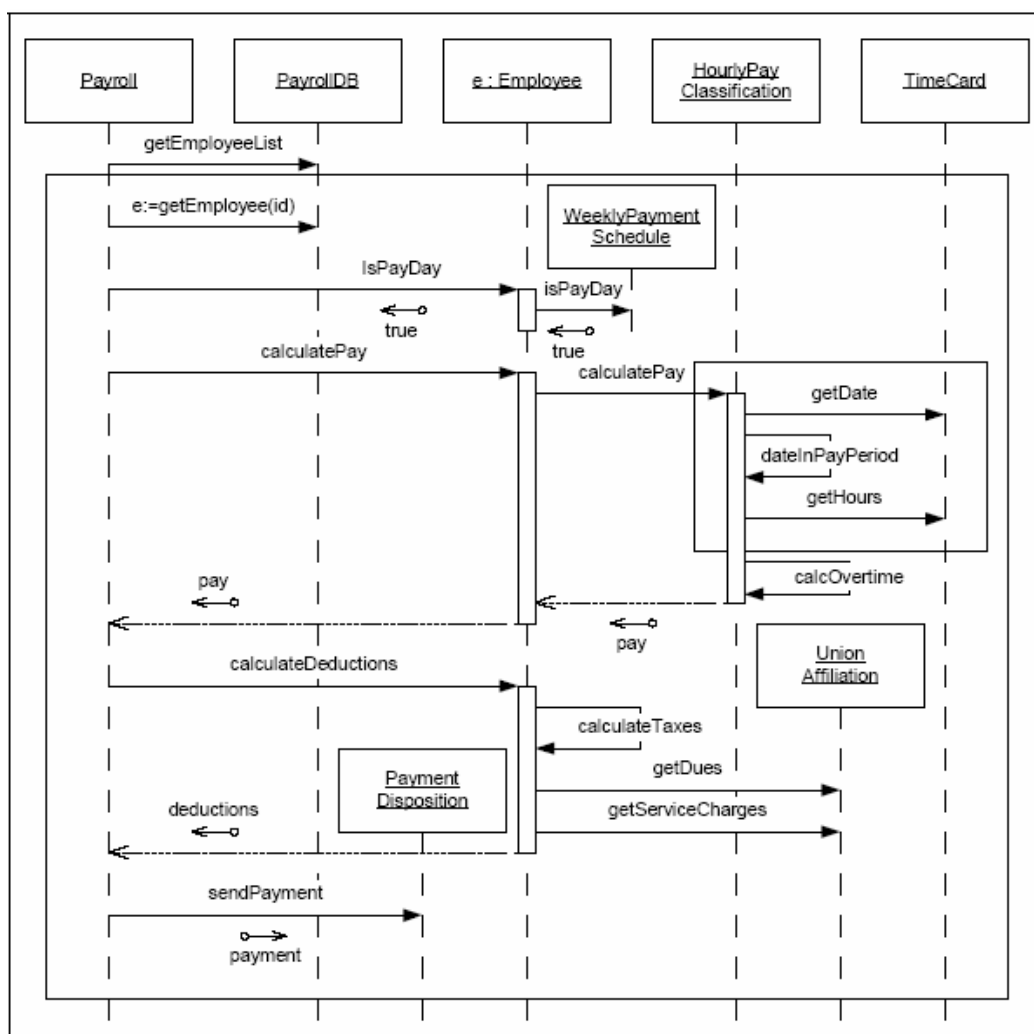 Payroll
PayrollDB
e : Employee
HourlyPay
Classification
TimeCard
getEmployeeList
e:=getEmployee(id)
WeeklyPayment
Schedule
IsPayDay
isPayDay
true
true
calculatePay
calculatePay
getDate
dateInPayPeriod
getHours
calcOvertime
pay
pay
Union
Affiliation
calculateDeductions
calculateTaxes
getDues
Payment
Disposition
deductions
getServiceCharges
sendPayment
payment